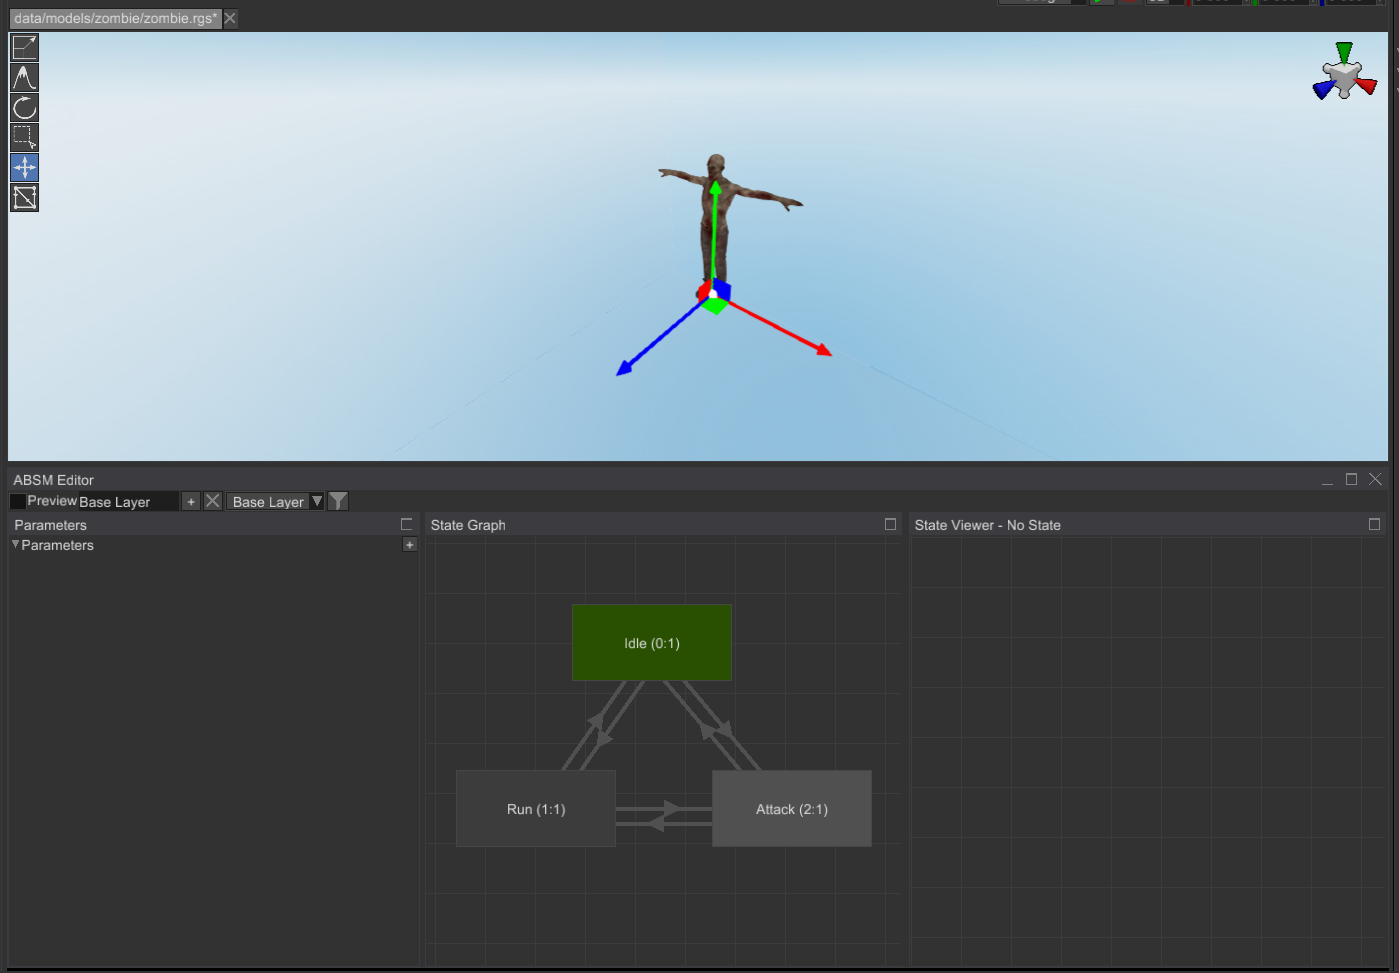 data/models/zombie/zombie.rgs*
ABSM Editor
Preview Base Layer + Base Layer
Parameters
Parameters +
State Graph
Idle (0:1)
Run (1:1)
Attack (2:1)
State Viewer - No State